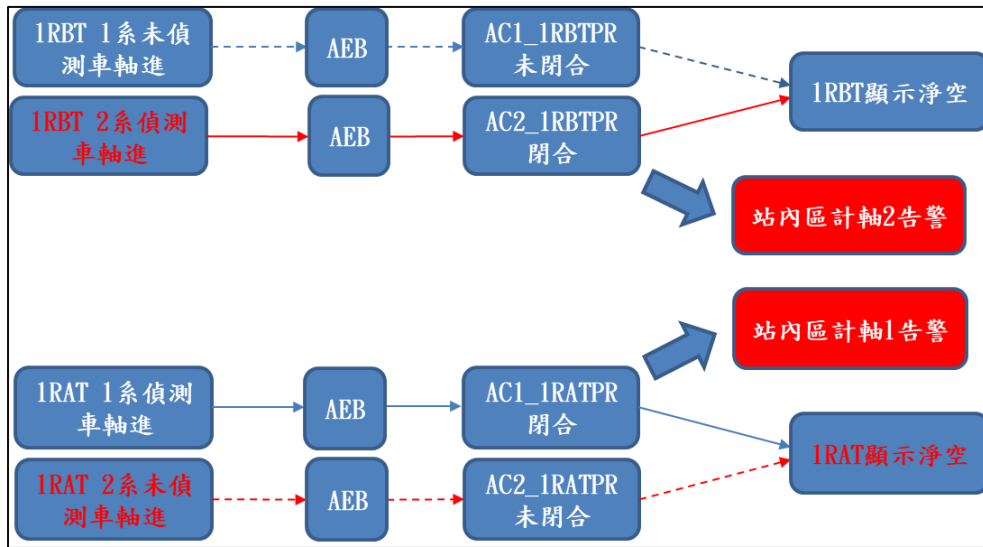 1RBT 1系未偵
測車軸進
AEB
AC1_1RBTPR
未閉合
1RBT顯示淨空
1RBT 2系偵測
車軸進
AEB
AC2_1RBTPR
閉合
站內區計軸2告警
站內區計軸1告警
1RAT 1系偵測
車軸進
AEB
AC1_1RATPR
閉合
1RAT顯示淨空
1RAT 2系未偵
測車軸進
AEB
AC2_1RATPR
未閉合